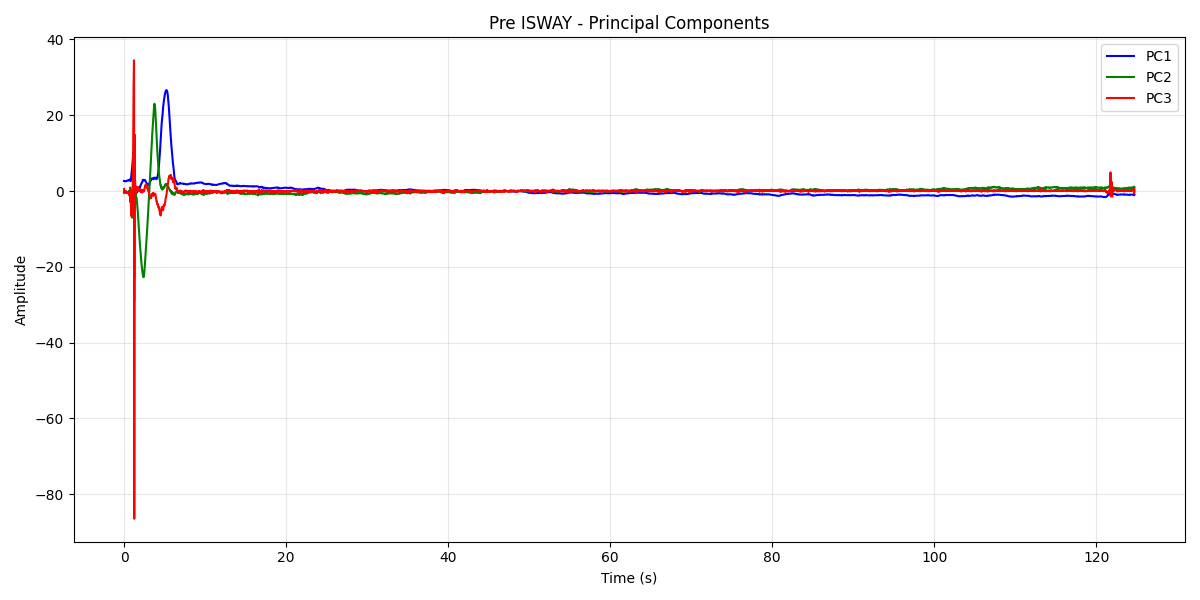 Pre ISWAY - Principal Components
40
20
0
−20
−40
−60
−80
Amplitude
PC1
PC2
PC3
0 20 40 60 80 100 120
Time (s)